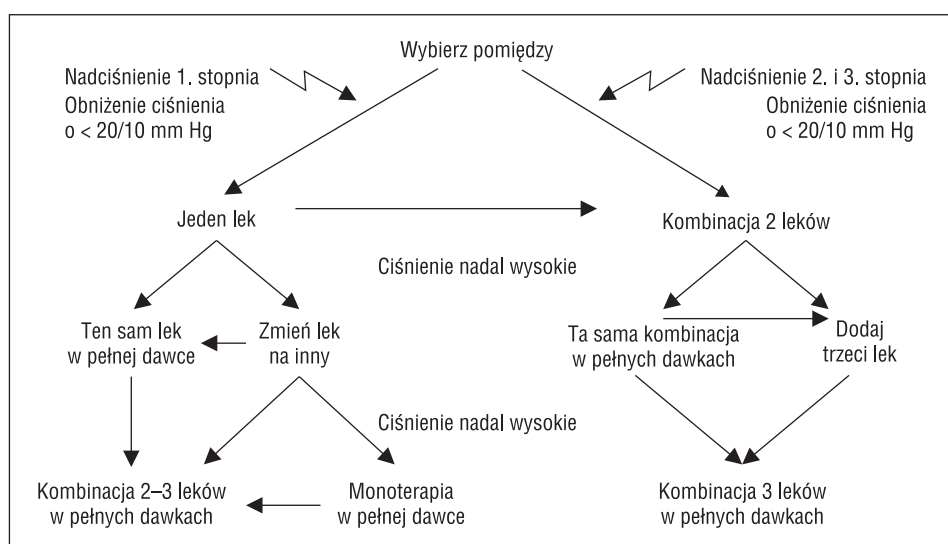 Wybierz pomiędzy
Nadciśnienie 1. stopnia
Obniżenie ciśnienia
o < 20/10 mm Hg
Nadciśnienie 2. i 3. stopnia
Obniżenie ciśnienia
o < 20/10 mm Hg
Jeden lek
Kombinacja 2 leków
Ciśnienie nadal wysokie
Ten sam lek
w pełnej dawce
Zmień lek
na inny
Ta sama kombinacja
w pełnych dawkach
Dodaj
trzeci lek
Ciśnienie nadal wysokie
Kombinacja 2–3 leków
w pełnych dawkach
Monoterapia
w pełnej dawce
Kombinacja 3 leków
w pełnych dawkach